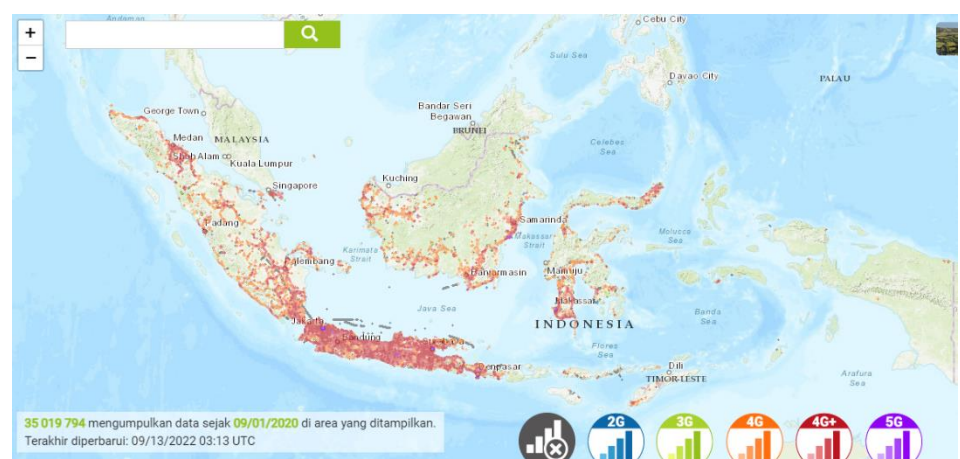 Andaman
Cebu City
+
−
Sulu Sea
Davao City
PALAU
George Town
Bandar Seri
Begawan
BRUNEI
Medan
MALAYSIA
Celebes
Sea
Shah Alam
Kuala Lumpur
Kuching
Singapore
Samarinda
Padang
Makassar
Strait
Molucca
Sea
Karimata
Strait
Palembang
Banjarmasin
Mamuju
Makassar
Java Sea
Jakarta
Banda
Sea
INDONESIA
Bandung
Surabaya
Flores
Sea
Denpasar
Dili
TIMOR-LESTE
Arafura
Sea
35 019 794 mengumpulkan data sejak 09/01/2020 di area yang ditampilkan.
Terakhir diperbarui: 09/13/2022 03:13 UTC
2G
3G
4G
4G+
5G